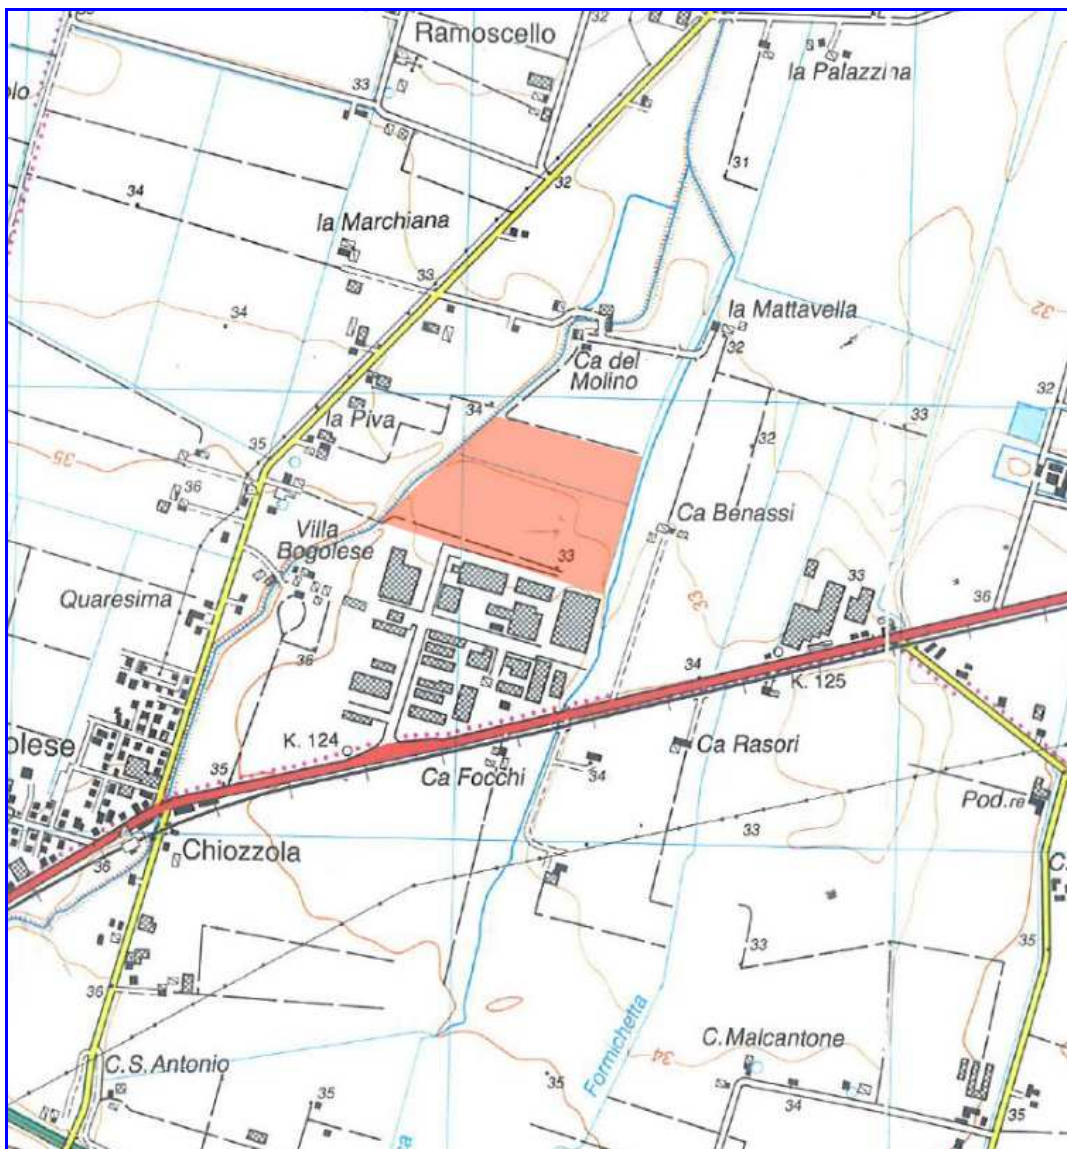 32
Ramoscello
la Palazzina
olo
33
31
34
32
la Marchiana
33
32
34
la Mattavella
32
Ca del
Molino
32
34
33
la Piva
35
32
35
36
Ca Benassi
Villa
Bogolese
33
33
33
Quaresima
36
36
34
K. 125
olese
K. 124
Ca Rasori
35
Ca Focchi
34
Pod.re
33
36
Chiozzola
C.
33
35
36
Formichetta
C. Malcantone
34
C.S. Antonio
35
35
34
35